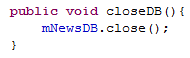 public void closeDB(){
mNewsDB.close();
}